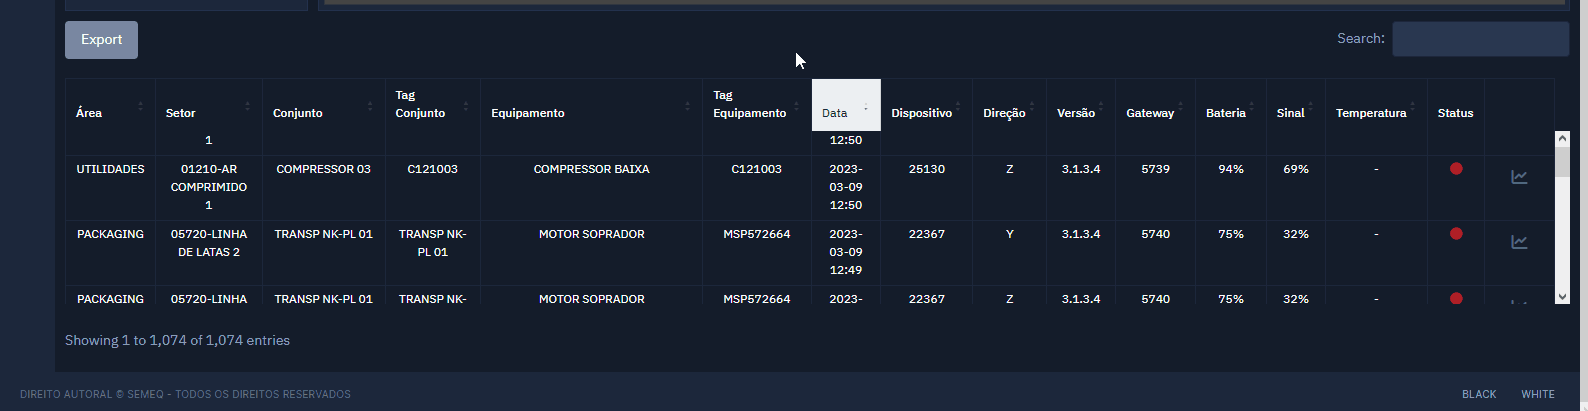 Export
Search:
Área Setor Conjunto Tag Conjunto Equipamento Tag Equipamento Data Dispositivo Direção Versão Gateway Bateria Sinal Temperatura Status
1 12:50
UTILIDADES 01210-AR COMPRIMIDO 1 COMPRESSOR 03 C121003 COMPRESSOR BAIXA C121003 2023-03-09 12:50 25130 Z 3.1.3.4 5739 94% 69% -
PACKAGING 05720-LINHA DE LATAS 2 TRANSP NK-PL 01 TRANSP NK-PL 01 MOTOR SOPRADOR MSP572664 2023-03-09 12:49 22367 Y 3.1.3.4 5740 75% 32% -
PACKAGING 05720-LINHA TRANSP NK-PL 01 TRANSP NK- MOTOR SOPRADOR MSP572664 2023- 22367 Z 3.1.3.4 5740 75% 32% -
Showing 1 to 1,074 of 1,074 entries
DIREITO AUTORAL © SEMEQ - TODOS OS DIREITOS RESERVADOS
BLACK WHITE